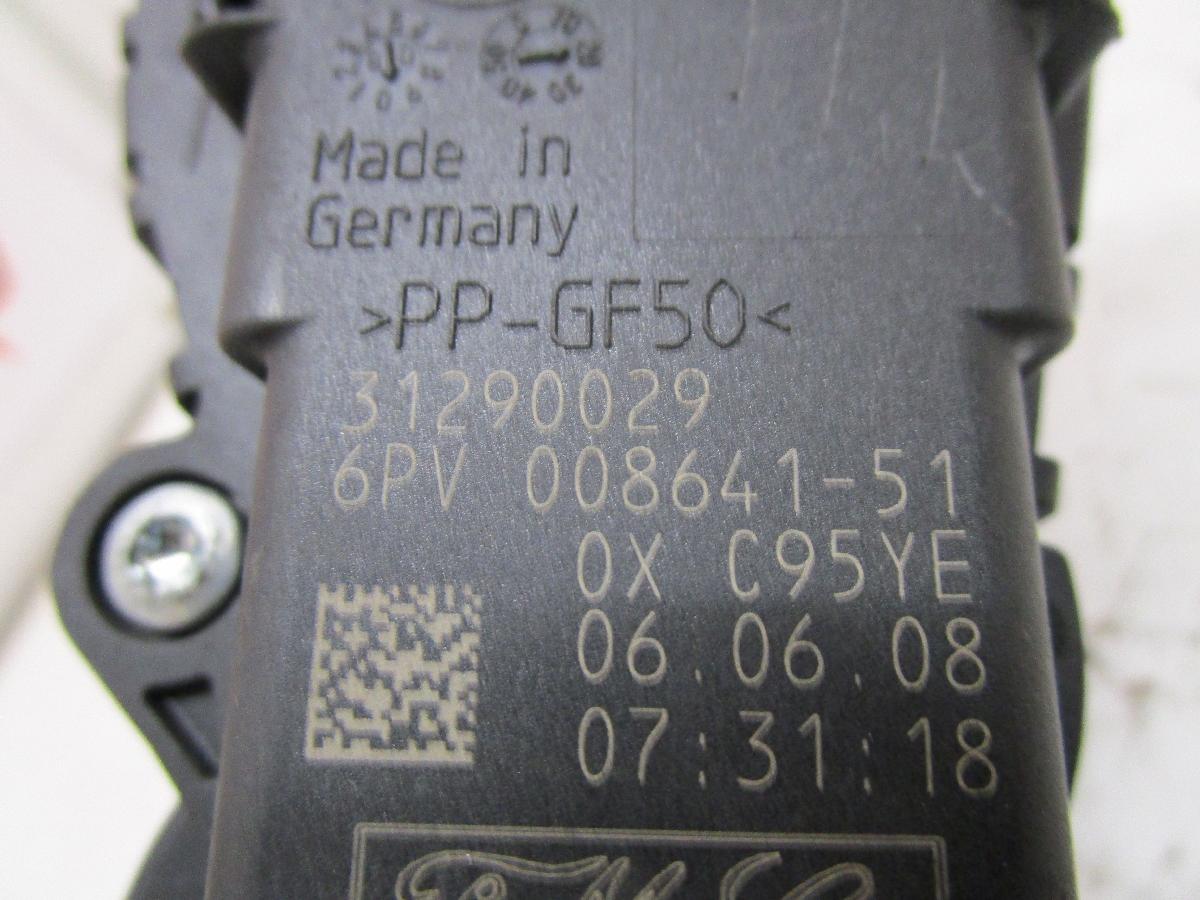 Made in
Germany
>PP-GF50<
31290029
6PV 008641-51
0X C95YE
06.06.08
07:31:18